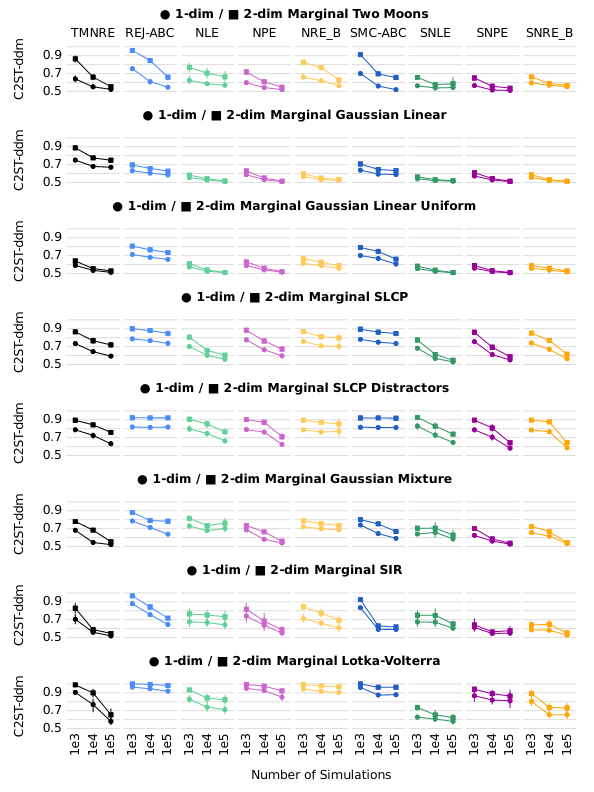 ● 1-dim / ■ 2-dim Marginal Two Moons
TMNRE REJ-ABC NLE NPE NRE_B SMC-ABC SNLE SNPE SNRE_B
C2ST-ddm
0.9
0.7
0.5
● 1-dim / ■ 2-dim Marginal Gaussian Linear
C2ST-ddm
0.9
0.7
0.5
● 1-dim / ■ 2-dim Marginal Gaussian Linear Uniform
C2ST-ddm
0.9
0.7
0.5
● 1-dim / ■ 2-dim Marginal SLCP
C2ST-ddm
0.9
0.7
0.5
● 1-dim / ■ 2-dim Marginal SLCP Distractors
C2ST-ddm
0.9
0.7
0.5
● 1-dim / ■ 2-dim Marginal Gaussian Mixture
C2ST-ddm
0.9
0.7
0.5
● 1-dim / ■ 2-dim Marginal SIR
C2ST-ddm
0.9
0.7
0.5
● 1-dim / ■ 2-dim Marginal Lotka-Volterra
C2ST-ddm
0.9
0.7
0.5
1e3 1e4 1e5 1e3 1e4 1e5 1e3 1e4 1e5 1e3 1e4 1e5 1e3 1e4 1e5 1e3 1e4 1e5 1e3 1e4 1e5 1e3 1e4 1e5 1e3 1e4 1e5
Number of Simulations